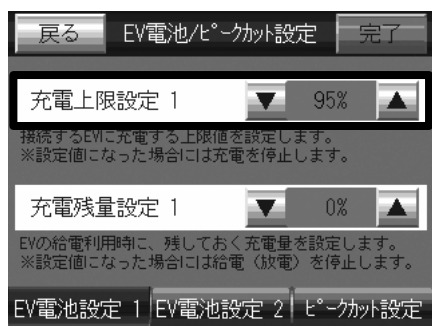 戻る EV電池/ピークカット設定 完了
充電上限設定 1 ▼ 95% ▲
接続するEVに充電する上限値を設定します。
※設定値になった場合には充電を停止します。
充電残量設定 1 ▼ 0% ▲
EVの給電利用時に、残しておく充電量を設定します。
※設定値になった場合には給電（放電）を停止します。
EV電池設定 1 EV電池設定 2 ピークカット設定